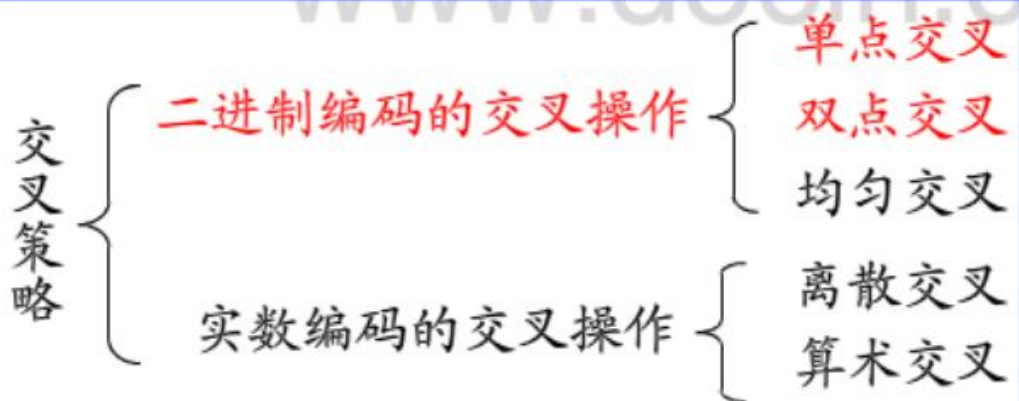 交叉策略
二进制编码的交叉操作
单点交叉
双点交叉
均匀交叉
实数编码的交叉操作
离散交叉
算术交叉